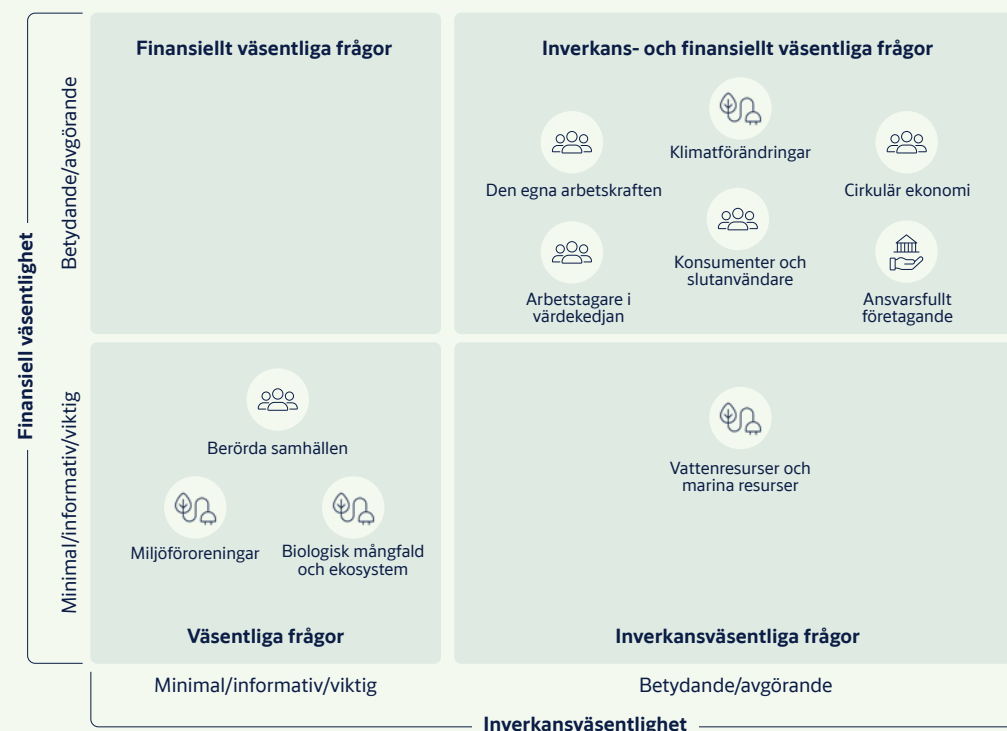 Finansiell väsentlighet
Betydande/avgörande
Minimal/informativ/viktig
Finansiellt väsentliga frågor
Inverkans- och finansiellt väsentliga frågor
Klimatförändringar
Den egna arbetskraften
Cirkulär ekonomi
Konsumenter och
slutanvändare
Arbetstagare i
värdekedjan
Ansvarsfullt
företagande
Berörda samhällen
Miljöföroreningar
Biologisk mångfald
och ekosystem
Väsentliga frågor
Vattenresurser och
marina resurser
Inverkansväsentliga frågor
Minimal/informativ/viktig
Betydande/avgörande
Inverkansväsentlighet